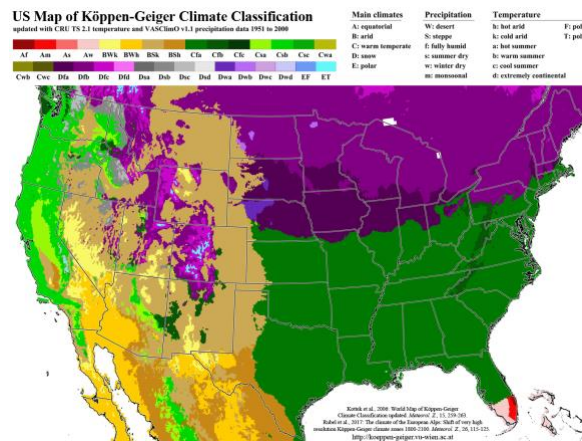 US Map of Köppen-Geiger Climate Classification
updated with CRU TS 2.1 temperature and VASClimO v1.1 precipitation data 1951 to 2000
Af Am As Aw BWk BWh BSk BSh Cfa Cfb Cfc Csa Csb Csc Cwa
Cwb Cwc Dfa Dfb Dfc Dfd Dsa Dsb Dsc Dsd Dwa Dwb Dwc Dwd EF ET
Main climates
A: equatorial
B: arid
C: warm temperate
D: snow
E: polar
Precipitation
W: desert
S: steppe
f: fully humid
s: summer dry
w: winter dry
m: monsoonal
Temperature
h: hot arid F: pol
k: cold arid T: pol
a: hot summer
b: warm summer
c: cool summer
d: extremely continental
Kottek et al., 2006: World Map of Köppen-Geiger
Climate Classification updated. Meteorol. Z., 15, 259-263
Rubel et al., 2017: The climate of the European Alps: Shift of very high
resolution Köppen-Geiger climate zones 1800-2100. Meteorol. Z., 26, 115-125
http://koeppen-geiger.vu-wien.ac.at